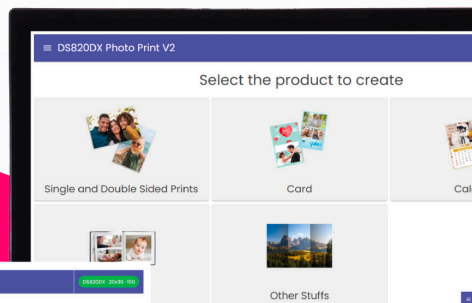 DS820DX Photo Print V2
Select the product to create
Single and Double Sided Prints
Card
Cal
Other Stuffs
DS820DX - 20x30 - 150